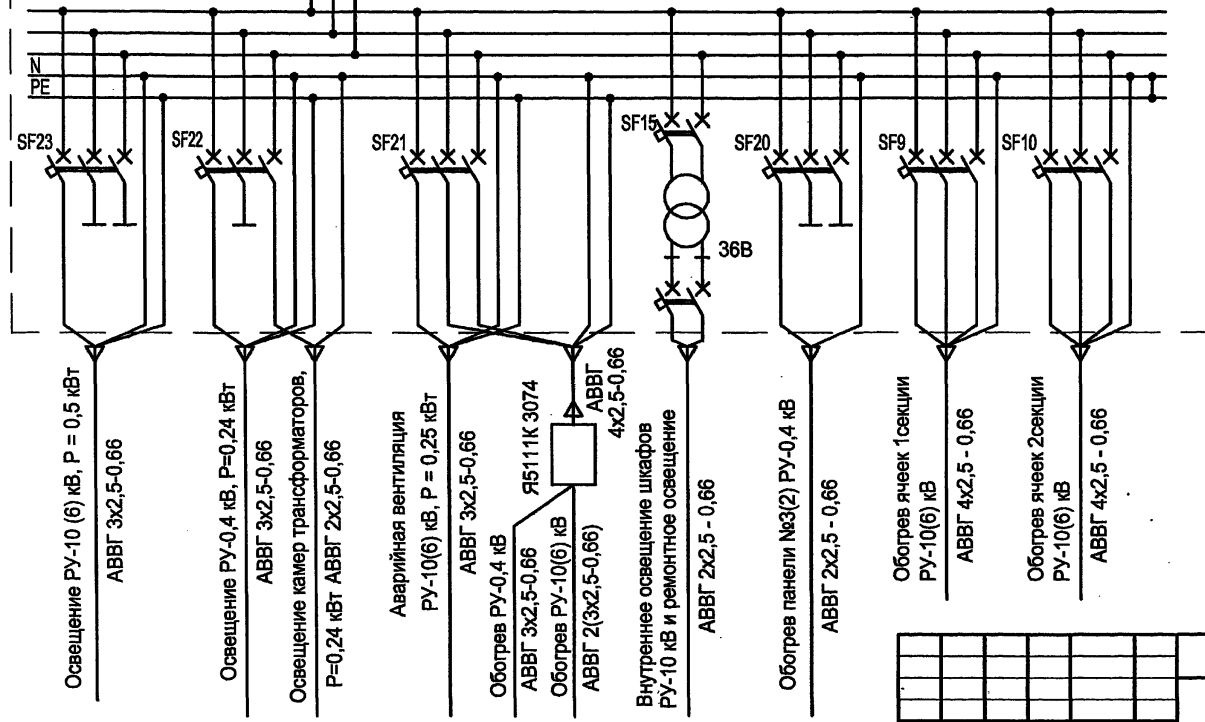 N
PE
SF23
SF22
SF21
SF15
SF20
SF9
SF10
36В
Освещение РУ-10 (6) кВ, Р = 0,5 кВт
АВВГ 3х2,5-0,66
Освещение РУ-0,4 кВ, Р=0,24 кВт
АВВГ 3х2,5-0,66
Освещение камер трансформаторов,
Р=0,24 кВт АВВГ 2х2,5-0,66
Аварийная вентиляция
РУ-10(6) кВ, Р = 0,25 кВт
АВВГ 3х2,5-0,66
Обогрев РУ-0,4 кВ
АВВГ 3х2,5-0,66
Я5111К 3074
АВВГ
4х2,5-0,66
Обогрев РУ-10(6) кВ
АВВГ 2(3х2,5-0,66)
Внутреннее освещение шкафов
РУ-10 кВ и ремонтное освещение
АВВГ 2х2,5 - 0,66
Обогрев панели №3(2) РУ-0,4 кВ
АВВГ 2х2,5 - 0,66
Обогрев ячеек 1секции
РУ-10(6) кВ
АВВГ 4х2,5 - 0,66
Обогрев ячеек 2секции
РУ-10(6) кВ
АВВГ 4х2,5 - 0,66